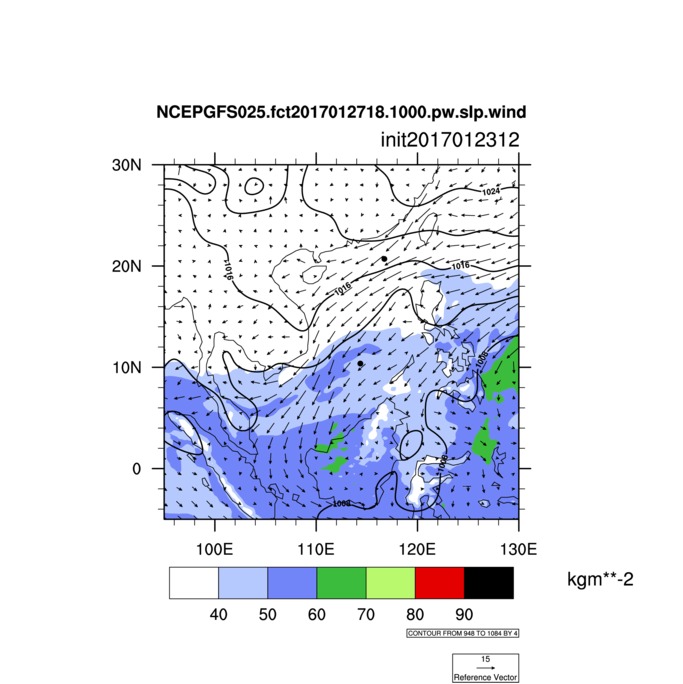 NCEPGFS025.fct2017012718.1000.pw.slp.wind
init2017012312
30N
1024
20N
1016
1016
1016
10N
1008
1008
0
1008
100E 110E 120E 130E
kgm**-2
40 50 60 70 80 90
CONTOUR FROM 948 TO 1084 BY 4
15
Reference Vector